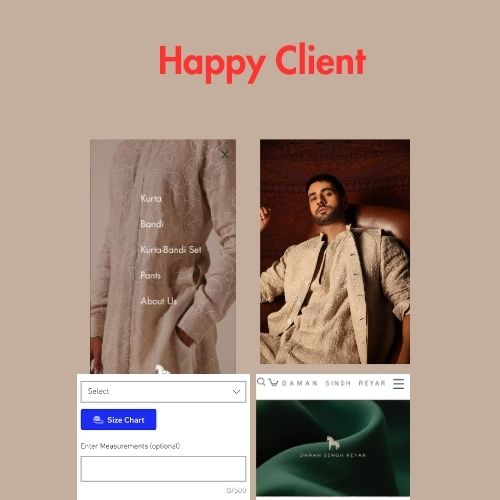 Happy Client
Kurta
Bandi
Kurta-Bandi Set
Pants
About Us
Select
Size Chart
Enter Measurements (optional)
0/500
DAMAN SINGH REYAR
DAMAN SINGH REYAR